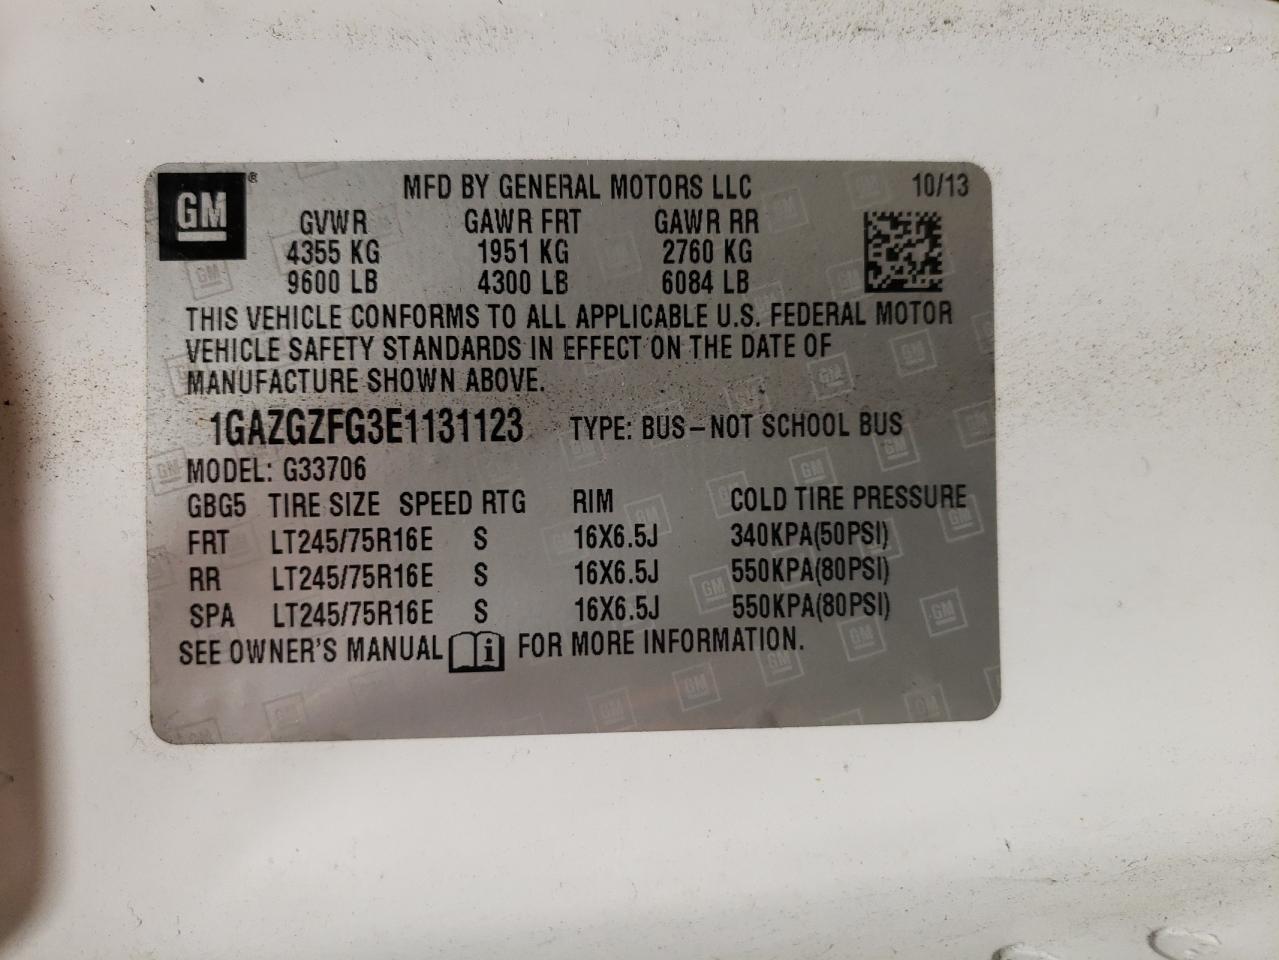 GM®
MFD BY GENERAL MOTORS LLC 10/13
GVWR GAWR FRT GAWR RR
4355 KG 1951 KG 2760 KG
9600 LB 4300 LB 6084 LB
THIS VEHICLE CONFORMS TO ALL APPLICABLE U.S. FEDERAL MOTOR
VEHICLE SAFETY STANDARDS IN EFFECT ON THE DATE OF
MANUFACTURE SHOWN ABOVE.
1GAZGZFG3E1131123 TYPE: BUS–NOT SCHOOL BUS
MODEL: G33706
GBG5 TIRE SIZE SPEED RTG RIM COLD TIRE PRESSURE
FRT LT245/75R16E S 16X6.5J 340KPA(50PSI)
RR LT245/75R16E S 16X6.5J 550KPA(80PSI)
SPA LT245/75R16E S 16X6.5J 550KPA(80PSI)
SEE OWNER'S MANUAL i FOR MORE INFORMATION.